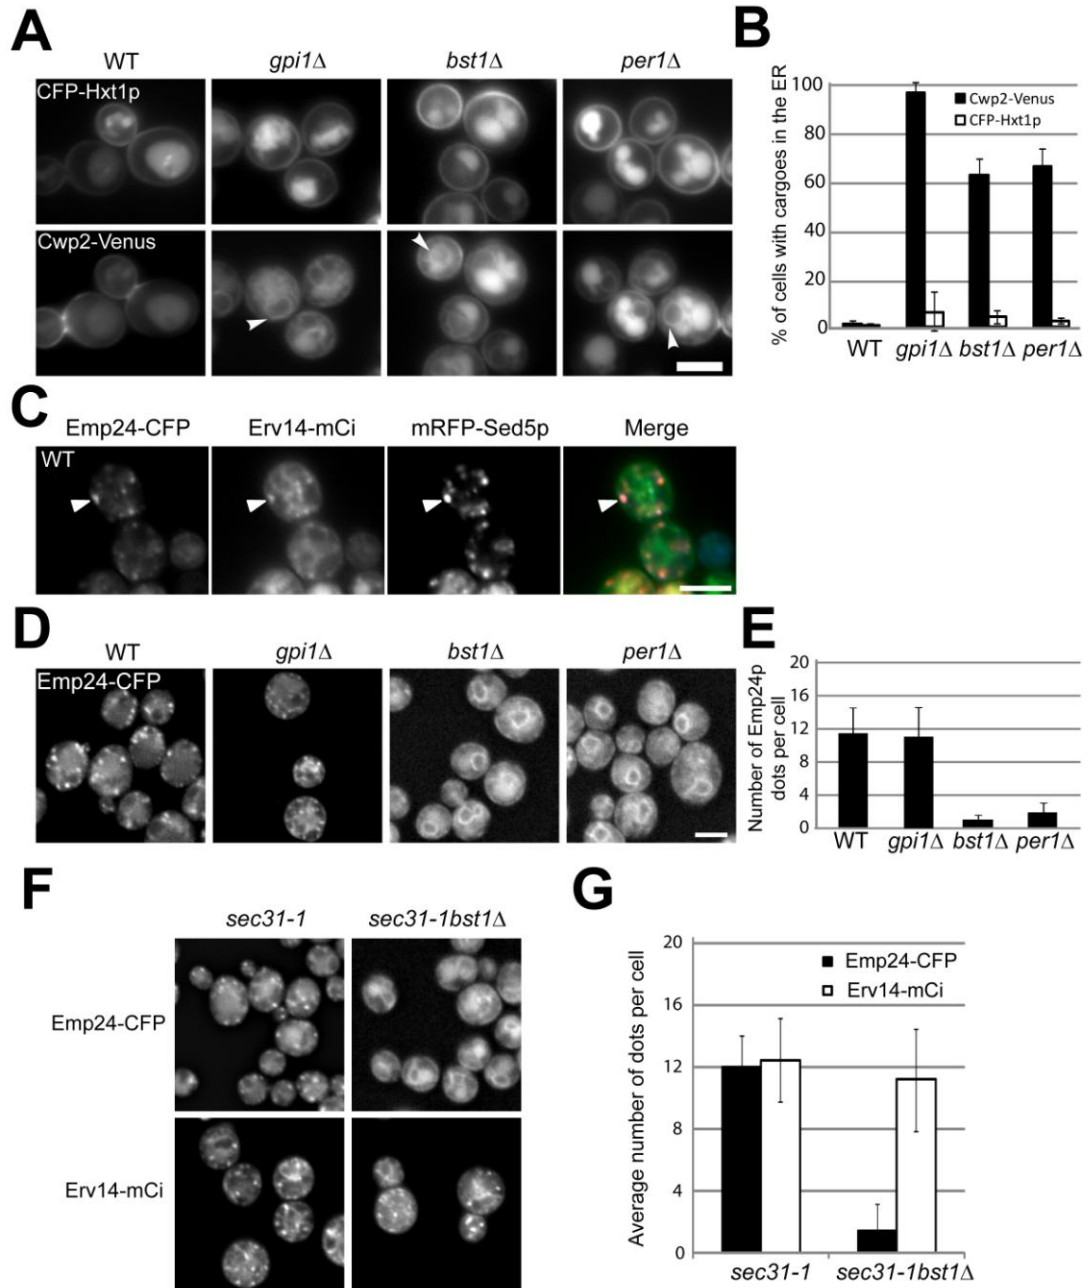 A
WT gpi1Δ bst1Δ per1Δ
CFP-Hxt1p
Cwp2-Venus
B
% of cells with cargoes in the ER
100
80
60
40
20
0
Cwp2-Venus
CFP-Hxt1p
WT gpi1Δ bst1Δ per1Δ
C
Emp24-CFP Erv14-mCi mRFP-Sed5p Merge
WT
D
WT gpi1Δ bst1Δ per1Δ
Emp24-CFP
E
Number of Emp24p
dots per cell
20
16
12
8
4
0
WT gpi1Δ bst1Δ per1Δ
F
sec31-1 sec31-1bst1Δ
Emp24-CFP
Erv14-mCi
G
Average number of dots per cell
20
16
12
8
4
0
Emp24-CFP
Erv14-mCi
sec31-1 sec31-1bst1Δ